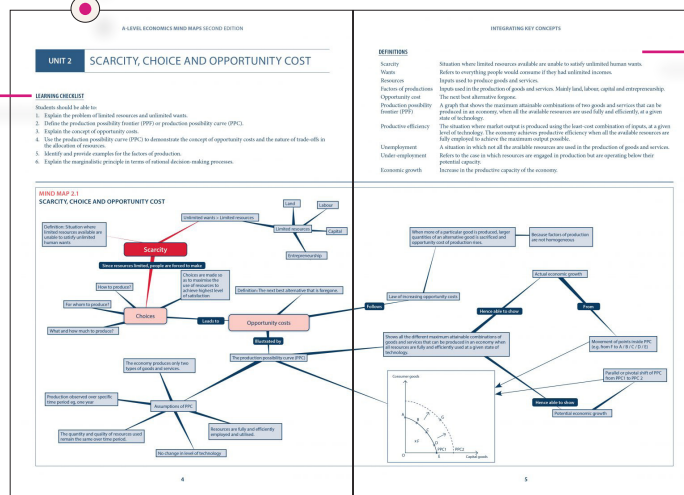 A-LEVEL ECONOMICS MIND MAPS SECOND EDITION
UNIT 2
SCARCITY, CHOICE AND OPPORTUNITY COST
LEARNING CHECKLIST
Students should be able to:
1. Explain the problem of limited resources and unlimited wants.
2. Define the production possibility frontier (PPF) or production possibility curve (PPC).
3. Explain the concept of opportunity costs.
4. Use the production possibility curve (PPC) to demonstrate the concept of opportunity costs and the nature of trade-offs in
the allocation of resources.
5. Identify and provide examples for the factors of production.
6. Explain the marginalist principle in terms of rational decision-making processes.
INTEGRATING KEY CONCEPTS
DEFINITIONS
Scarcity Situation where limited resources available are unable to satisfy unlimited human wants.
Wants Refers to everything people would consume if they had unlimited incomes.
Resources Inputs used to produce goods and services.
Factors of productions Inputs used in the production of goods and services. Mainly land, labour, capital and entrepreneurship.
Opportunity cost The next best alternative forgone.
Production possibility A graph that shows the maximum attainable combinations of two goods and services that can be
frontier (PPF) produced in an economy, when all the available resources are used fully and efficiently, at a given
state of technology.
Productive efficiency The situation where market output is produced using the least-cost combination of inputs, at a given
level of technology. The economy achieves productive efficiency when all the available resources are
fully employed to achieve the maximum output possible.
Unemployment A situation in which not all the available resources are used in the production of goods and services.
Under-employment Refers to the case in which resources are engaged in production but are operating below their
potential capacity.
Economic growth Increase in the productive capacity of the economy.
MIND MAP 2.1
SCARCITY, CHOICE AND OPPORTUNITY COST
Definition: Situation where
limited resources available are
unable to satisfy unlimited
human wants
Unlimited wants > Limited resources
Land
Labour
Limited resources
Capital
Entrepreneurship
Scarcity
Since resources limited, people are forced to make
How to produce?
For where to produce?
What and how much to produce?
Choices
Choices are made so
as to maximise the
use of resources to
achieve highest level
of satisfaction
Leads to
Definition: The next best alternative that is foregone.
Opportunity costs
Illustrated by
The production possibility curve (PPC)
The economy produces only two
types of goods and services.
Production observed over specific
time period eg. one year
Assumptions of PPC
The quantity and quality of resources used
remain the same over time period.
Resources are fully and efficiently
employed and utilised.
No change in level of technology
4
When more of a particular good is produced, larger
quantities of an alternative good is sacrificed and
opportunity cost of production rises.
Because factors of production
are not homogeneous
Follows
Law of increasing opportunity costs
Actual economic growth
Hence able to show
From
Shows all the different maximum attainable combinations of
goods and services that can be produced in an economy when
all resources are fully and efficiently used at a given state of
technology.
Movement of points inside PPC
(e.g. from F to A / B / C / D / E)
Parallel or pivotal shift of PPC
from PPC1 to PPC 2
Hence able to show
Potential economic growth
Consumer goods
A
B
G
C
D
F
PPC1
PPC2
O
E
Capital goods
5